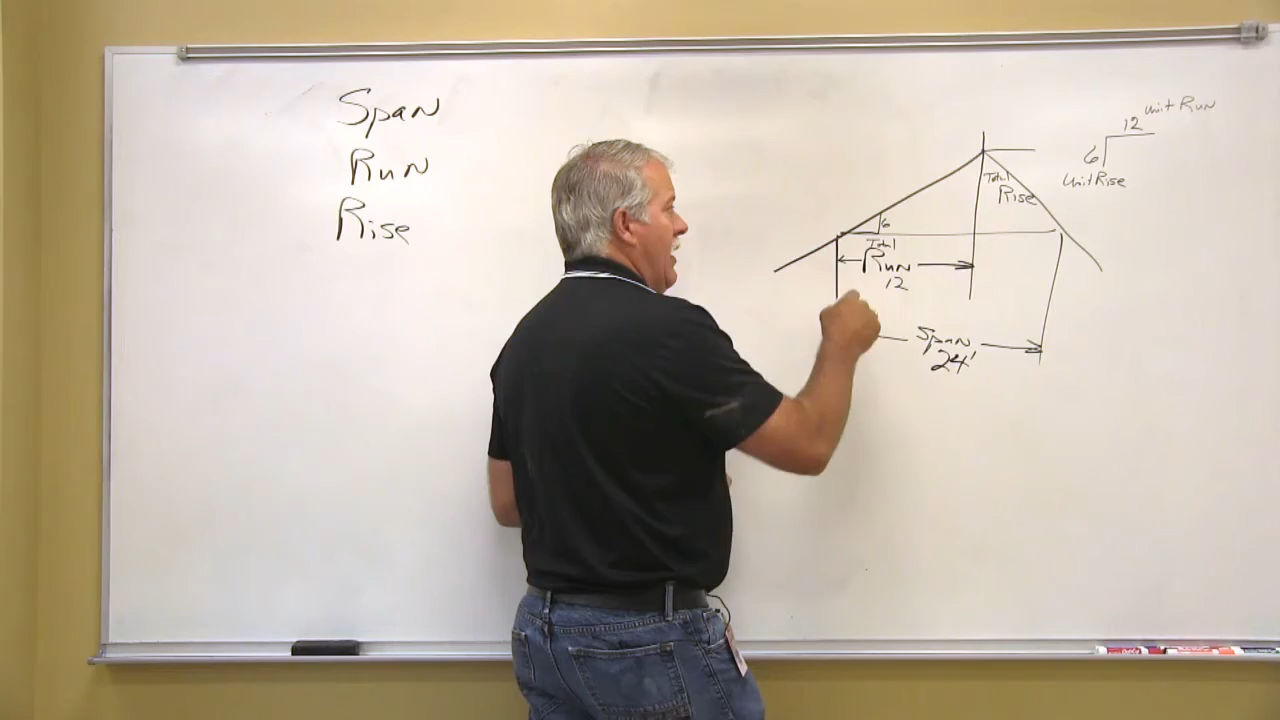 Span
Run
Rise
12 Unit Run
6
Unit Rise
Total
Rise
6
Total
Run
12
Span
24'